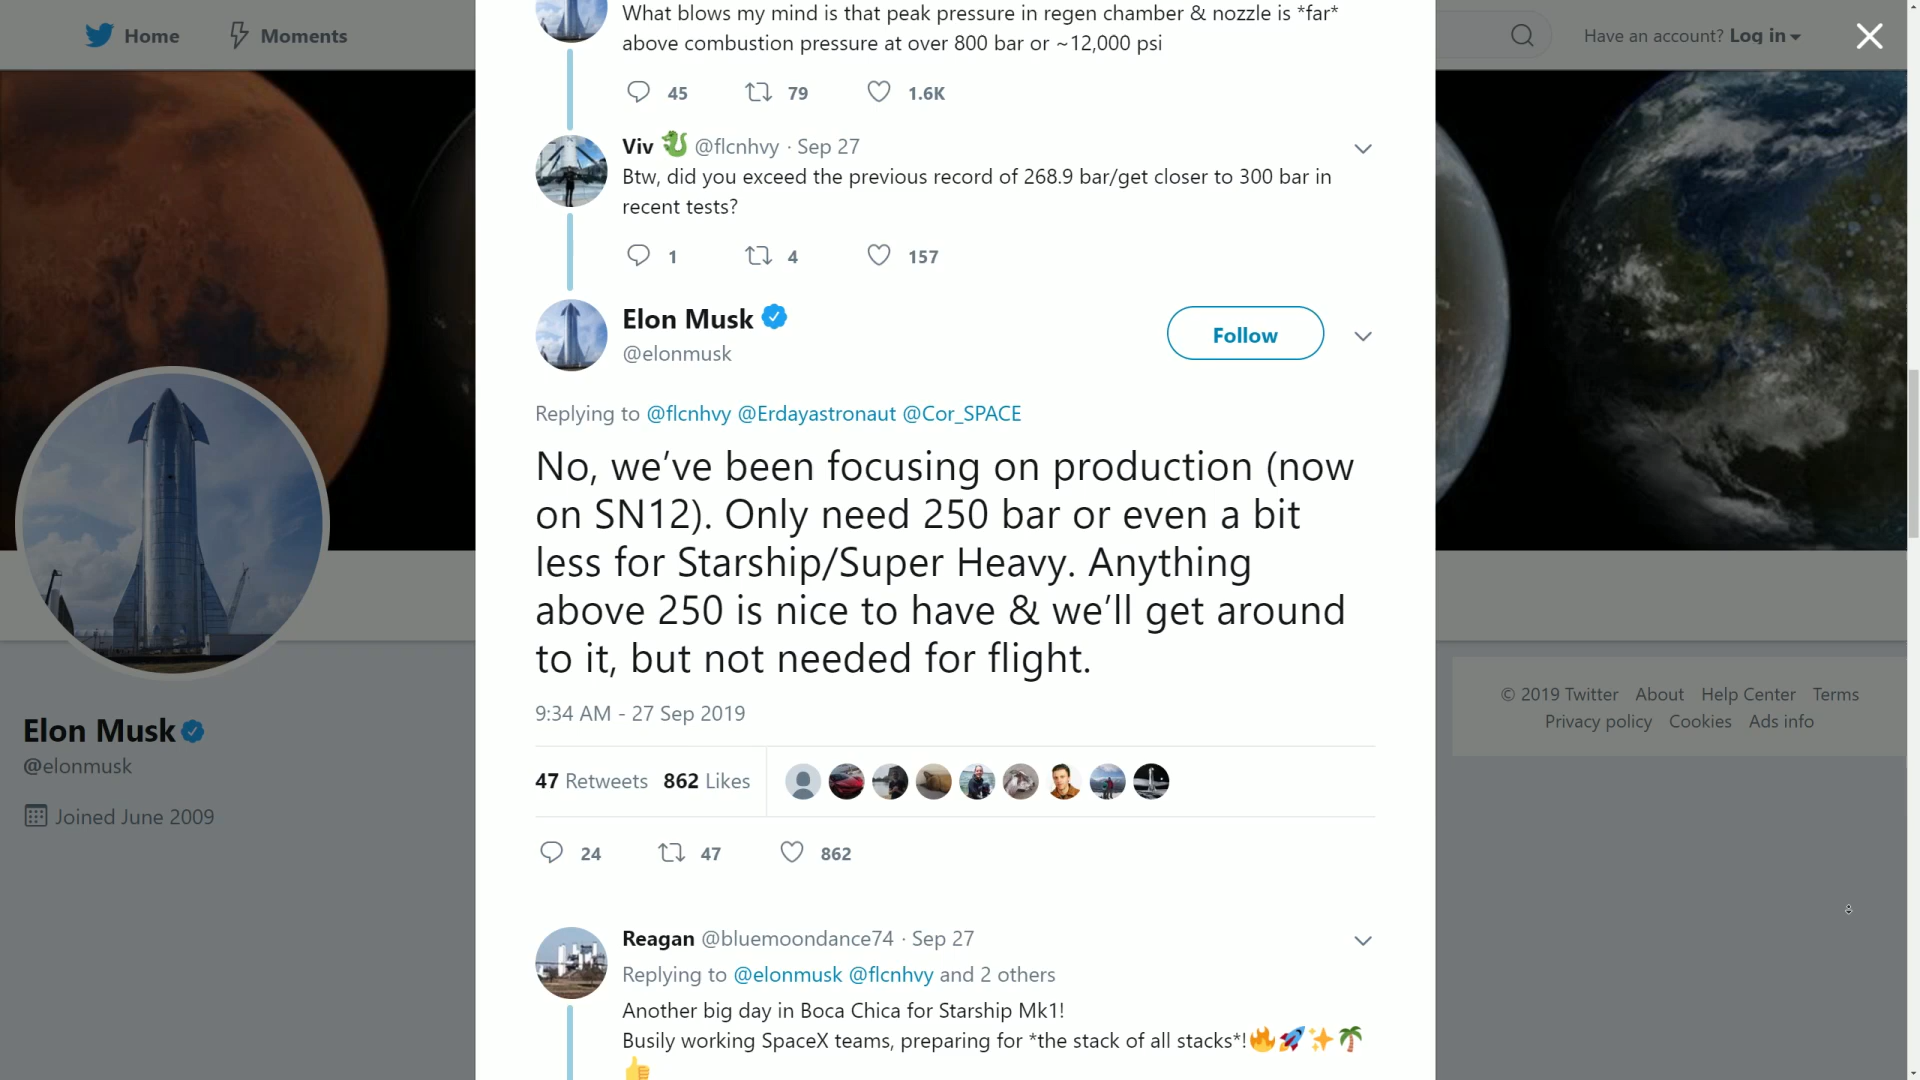 Home Moments
Have an account? Log in
What blows my mind is that peak pressure in regen chamber & nozzle is *far*
above combustion pressure at over 800 bar or ~12,000 psi
45 79 1.6K
Viv @flcnhvy · Sep 27
Btw, did you exceed the previous record of 268.9 bar/get closer to 300 bar in
recent tests?
1 4 157
Elon Musk
@elonmusk
Follow
Replying to @flcnhvy @Erdayastronaut @Cor_SPACE
No, we’ve been focusing on production (now
on SN12). Only need 250 bar or even a bit
less for Starship/Super Heavy. Anything
above 250 is nice to have & we’ll get around
to it, but not needed for flight.
9:34 AM - 27 Sep 2019
47 Retweets 862 Likes
24 47 862
Reagan @bluemoondance74 · Sep 27
Replying to @elonmusk @flcnhvy and 2 others
Another big day in Boca Chica for Starship Mk1!
Busily working SpaceX teams, preparing for *the stack of all stacks*!🔥🚀✨🌴
👍
Elon Musk
@elonmusk
Joined June 2009
© 2019 Twitter About Help Center Terms
Privacy policy Cookies Ads info